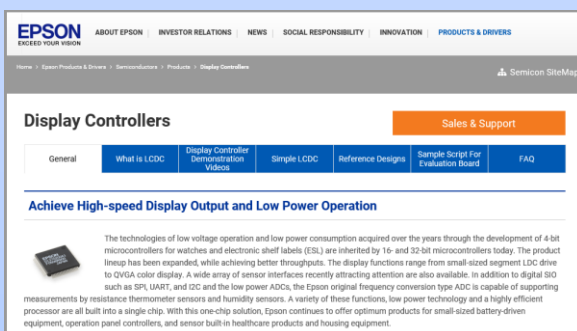 EPSON
EXCEED YOUR VISION
ABOUT EPSON | INVESTOR RELATIONS | NEWS | SOCIAL RESPONSIBILITY | INNOVATION | PRODUCTS & DRIVERS
Home > Epson Products & Drivers > Semiconductors > Products > Display Controllers
Semicon SiteMap
Display Controllers
Sales & Support
General
What is LCDC
Display Controller
Demonstration
Videos
Simple LCDC
Reference Designs
Sample Script For
Evaluation Board
FAQ
Achieve High-speed Display Output and Low Power Operation
The technologies of low voltage operation and low power consumption acquired over the years through the development of 4-bit
microcontrollers for watches and electronic shelf labels (ESL) are inherited by 16- and 32-bit microcontrollers today. The product
lineup has been expanded, while achieving better throughputs. The display functions range from small-sized segment LDC drive
to QVGA color display. A wide array of sensor interfaces recently attracting attention are also available. In addition to digital SIO
such as SPI, UART, and I2C and the low power ADCs, the Epson original frequency conversion type ADC is capable of supporting
measurements by resistance thermometer sensors and humidity sensors. A variety of these functions, low power technology and a highly efficient
processor are all built into a single chip. With this one-chip solution, Epson continues to offer optimum products for small-sized battery-driven
equipment, operation panel controllers, and sensor built-in healthcare products and housing equipment.